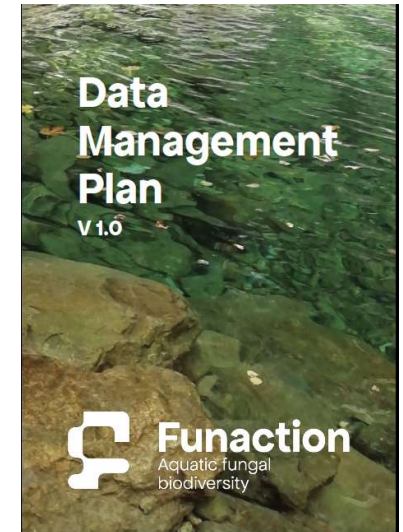 Data
Management
Plan
V 1.0
Funaction
Aquatic fungal
biodiversity